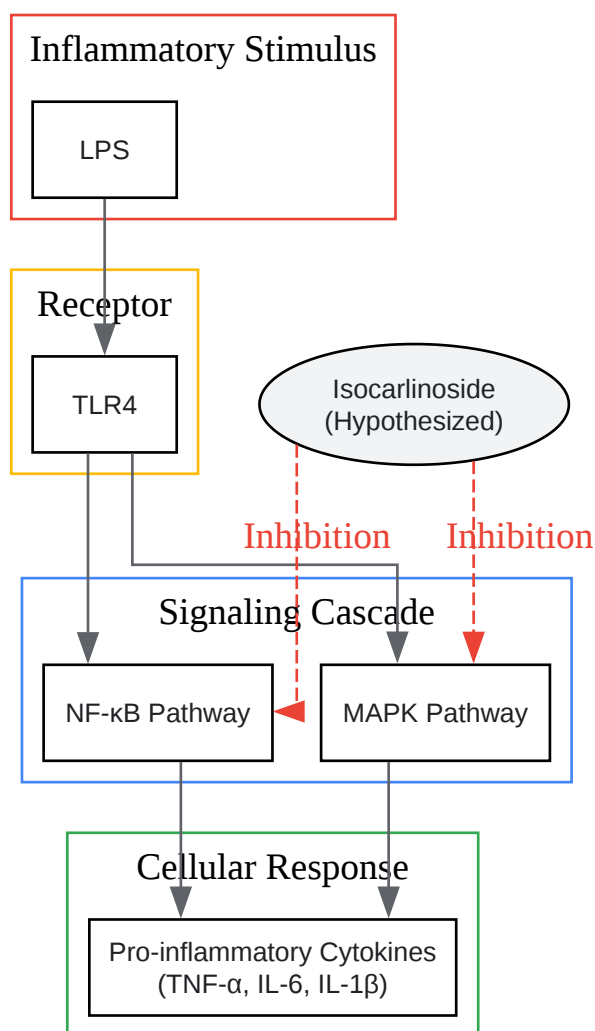 Inflammatory Stimulus
LPS
Receptor
TLR4
Isocarlinoside
(Hypothesized)
Inhibition
Inhibition
Signaling Cascade
NF-κB Pathway
MAPK Pathway
Cellular Response
Pro-inflammatory Cytokines
(TNF-α, IL-6, IL-1β)